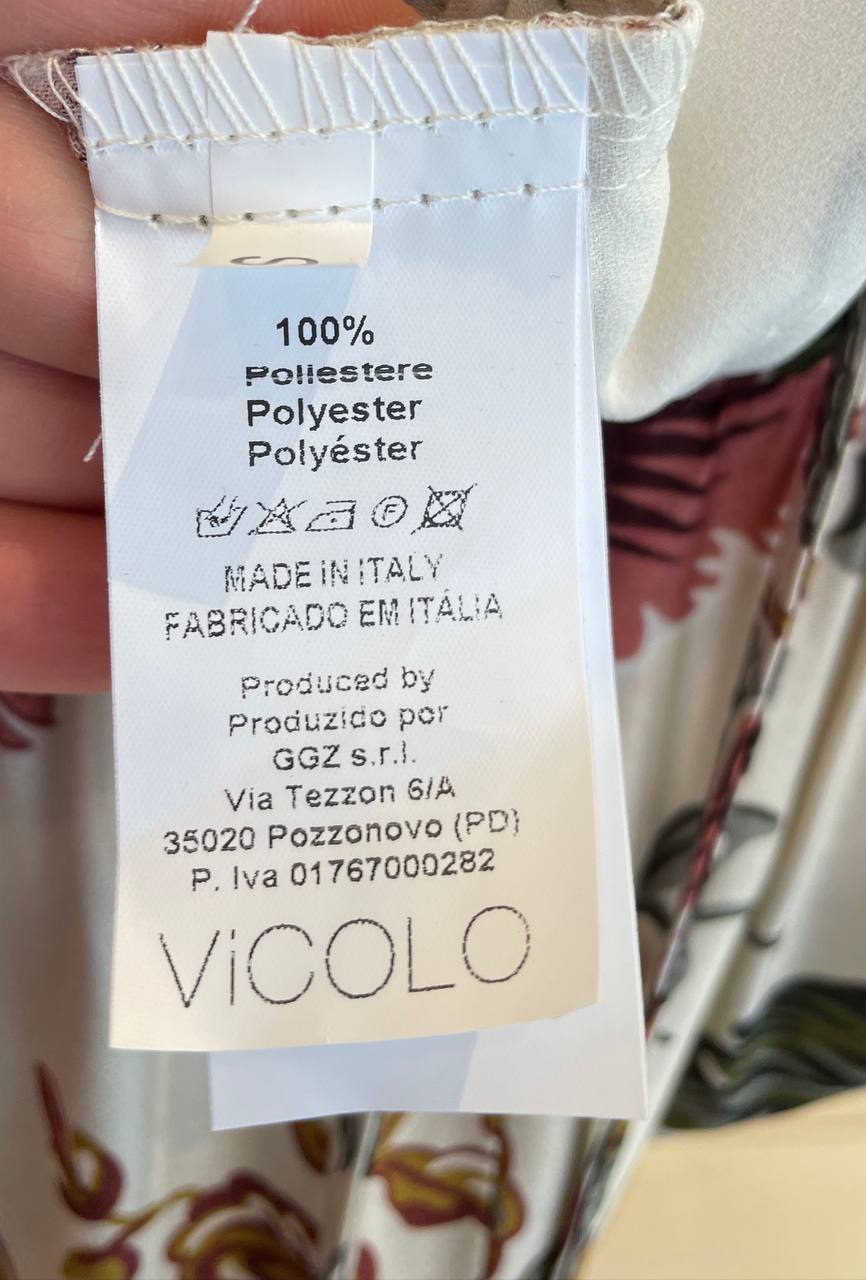 S
100%
Poliestere
Polyester
Polyéster
F
MADE IN ITALY
FABRICADO EM ITÁLIA
Produced by
Produzido por
GGZ s.r.l.
Via Tezzon 6/A
35020 Pozzonovo (PD)
P. Iva 01767000282
ViCOLO